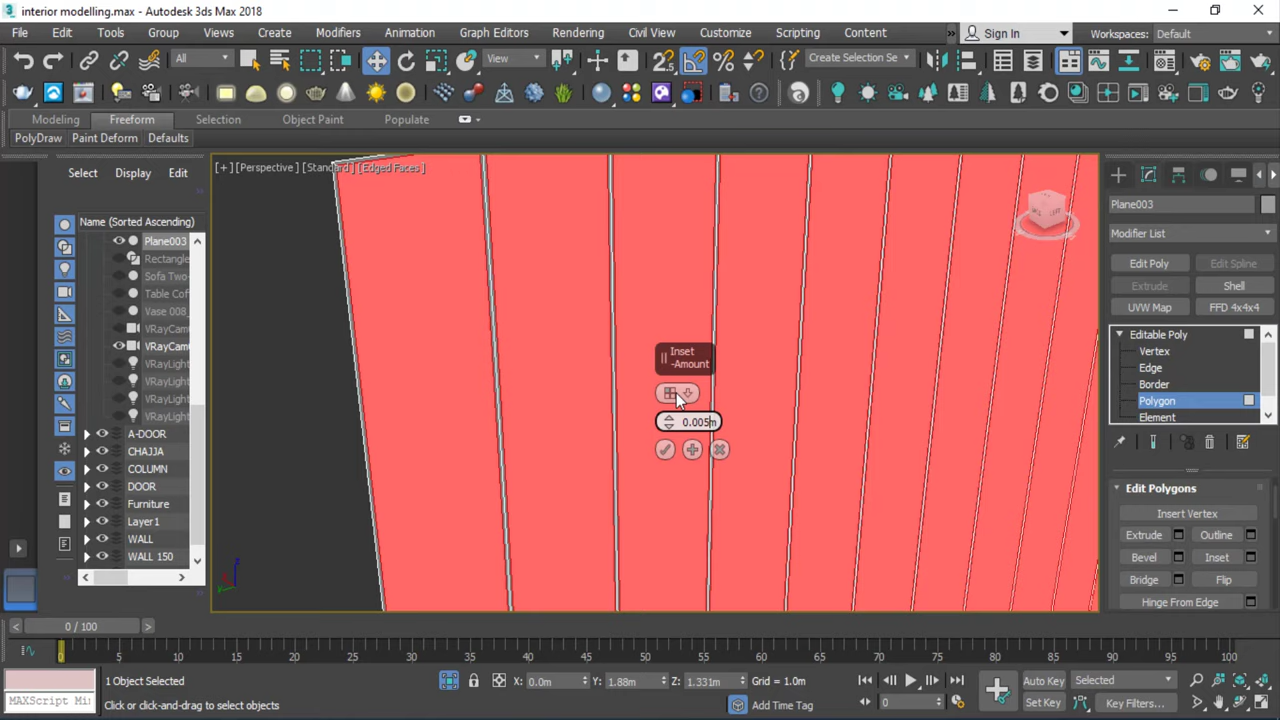 interior modelling.max - Autodesk 3ds Max 2018
File Edit Tools Group Views Create Modifiers Animation Graph Editors Rendering Civil View Customize Scripting Content Sign In Workspaces: Default
All View Create Selection Se
Modeling Freeform Selection Object Paint Populate
PolyDraw Paint Deform Defaults
Select Display Edit
Name (Sorted Ascending)
Plane003
Rectangle
Sofa Two-
Table Cof
Vase 008_
VRayCam
VRayCam
VRayLight
VRayLight
VRayLight
VRayLight
A-DOOR
CHAJJA
COLUMN
DOOR
Furniture
Layer1
WALL
WALL 150
[+] [Perspective] [Standard] [Edged Faces]
Inset
-Amount
0.005m
Plane003
Modifier List
Edit Poly Edit Spline
Extrude Shell
UVW Map FFD 4x4x4
Editable Poly
Vertex
Edge
Border
Polygon
Element
Edit Polygons
Insert Vertex
Extrude Outline
Bevel Inset
Bridge Flip
Hinge From Edge
0 / 100
0 5 10 15 20 25 30 35 40 45 50 55 60 65 70 75 80 85 90 95 100
1 Object Selected X: 0.0m Y: 1.88m Z: 1.331m Grid = 1.0m Auto Key Selected
MAXScript Mi: Click or click-and-drag to select objects Add Time Tag 0 Set Key Key Filters...